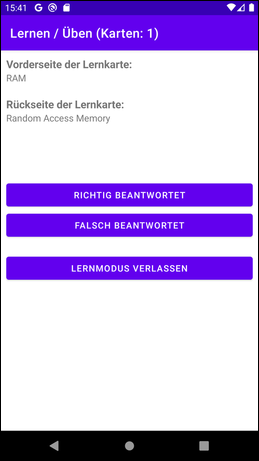 15:41
Lernen / Üben (Karten: 1)
Vorderseite der Lernkarte:
RAM
Rückseite der Lernkarte:
Random Access Memory
RICHTIG BEANTWORTET
FALSCH BEANTWORTET
LERNMODUS VERLASSEN